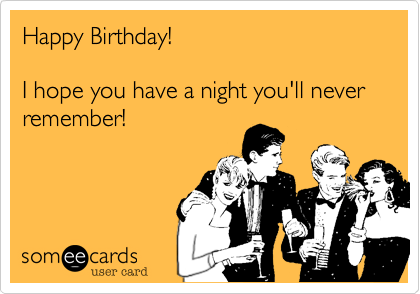 Happy Birthday!
I hope you have a night you'll never
remember!
someecards
user card